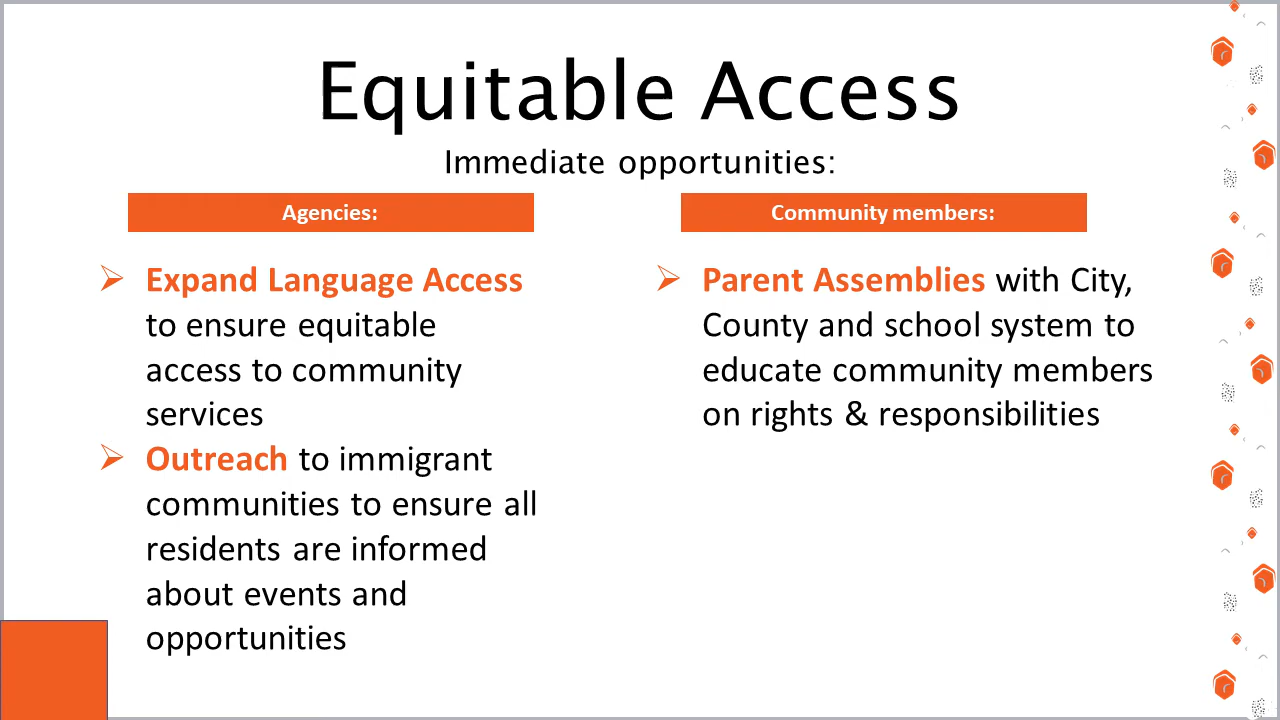 Equitable Access
Immediate opportunities:
Agencies:
Expand Language Access
to ensure equitable
access to community
services
Outreach to immigrant
communities to ensure all
residents are informed
about events and
opportunities
Community members:
Parent Assemblies with City,
County and school system to
educate community members
on rights & responsibilities